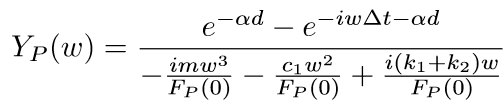 Y_P(w) = \frac{e^{-\alpha d} - e^{-iw\Delta t - \alpha d}}{-\frac{imw^3}{F_P(0)} - \frac{c_1 w^2}{F_P(0)} + \frac{i(k_1+k_2)w}{F_P(0)}}